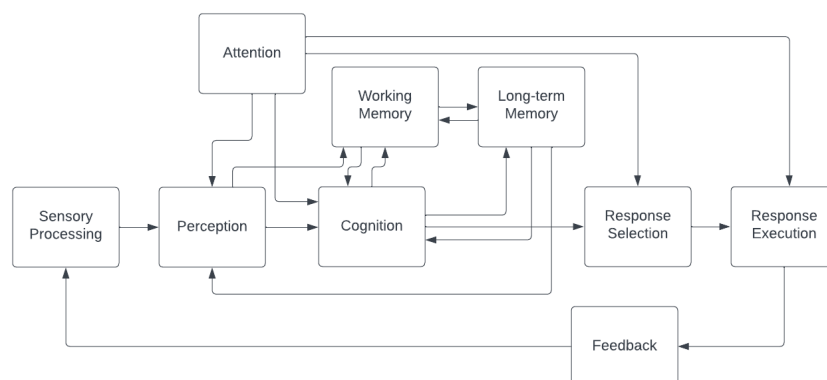 Attention
Working
Memory
Long-term
Memory
Sensory
Processing
Perception
Cognition
Response
Selection
Response
Execution
Feedback